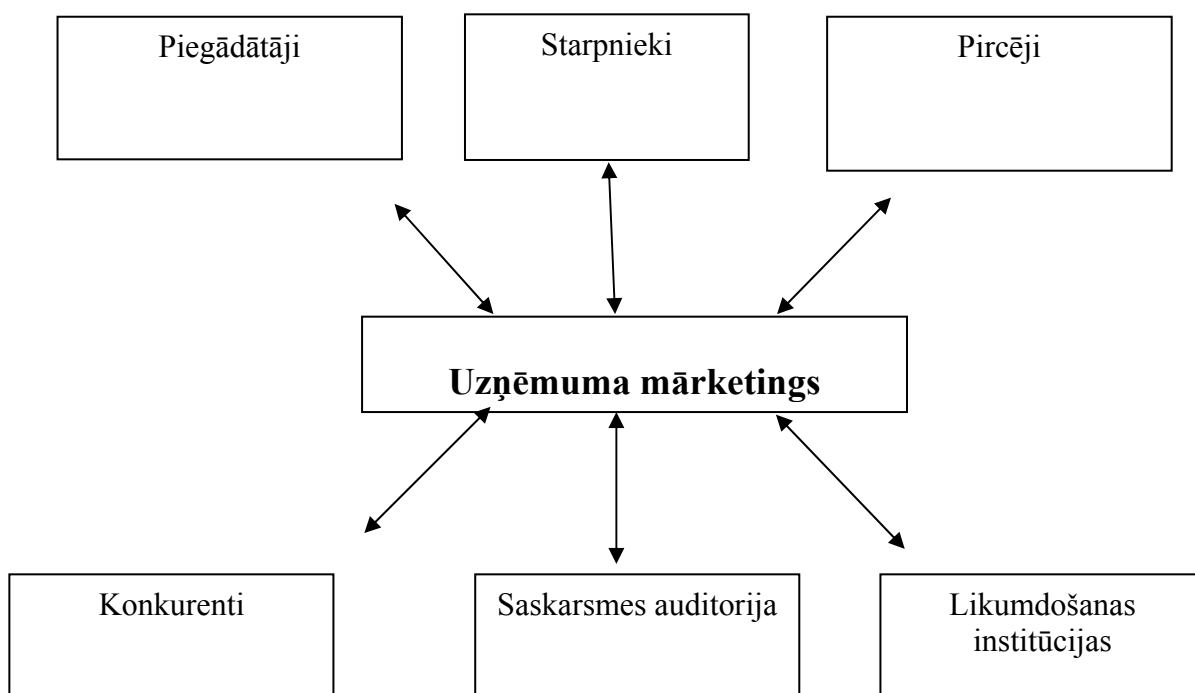 Piegādātāji
Starpnieki
Pircēji
Uzņēmuma mārketings
Konkurenti
Saskarsmes auditorija
Likumdošanas
institūcijas